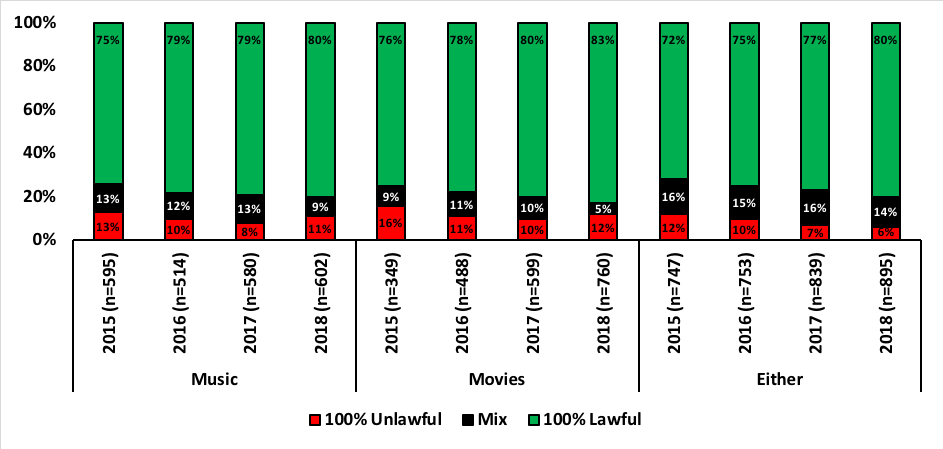 100%
80%
60%
40%
20%
0%
75% 79% 79% 80% 76% 78% 80% 83% 72% 75% 77% 80%
13% 12% 13% 9% 9% 11% 10% 5% 16% 15% 16% 14%
13% 10% 8% 11% 16% 11% 10% 12% 12% 10% 7% 6%
2015 (n=595)
2016 (n=514)
2017 (n=580)
2018 (n=602)
2015 (n=349)
2016 (n=488)
2017 (n=599)
2018 (n=760)
2015 (n=747)
2016 (n=753)
2017 (n=839)
2018 (n=895)
Music Movies Either
100% Unlawful Mix 100% Lawful